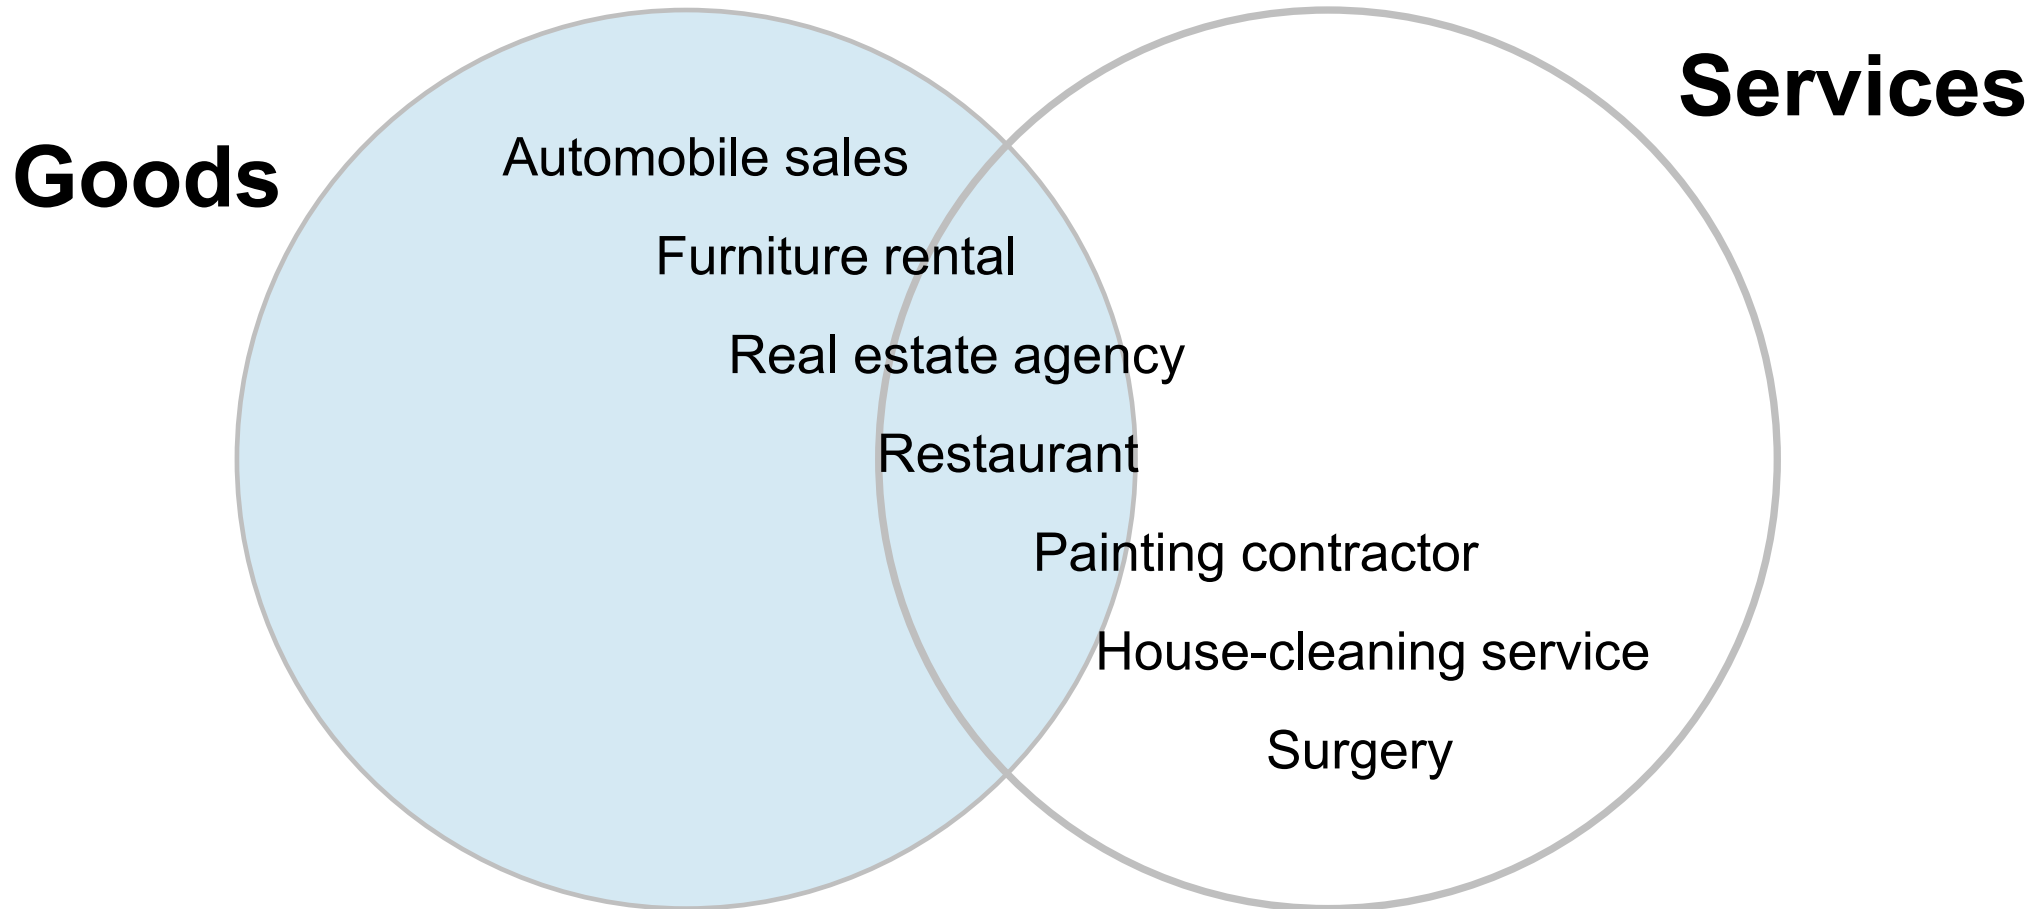 Goods
Services
Automobile sales
Furniture rental
Real estate agency
Restaurant
Painting contractor
House-cleaning service
Surgery